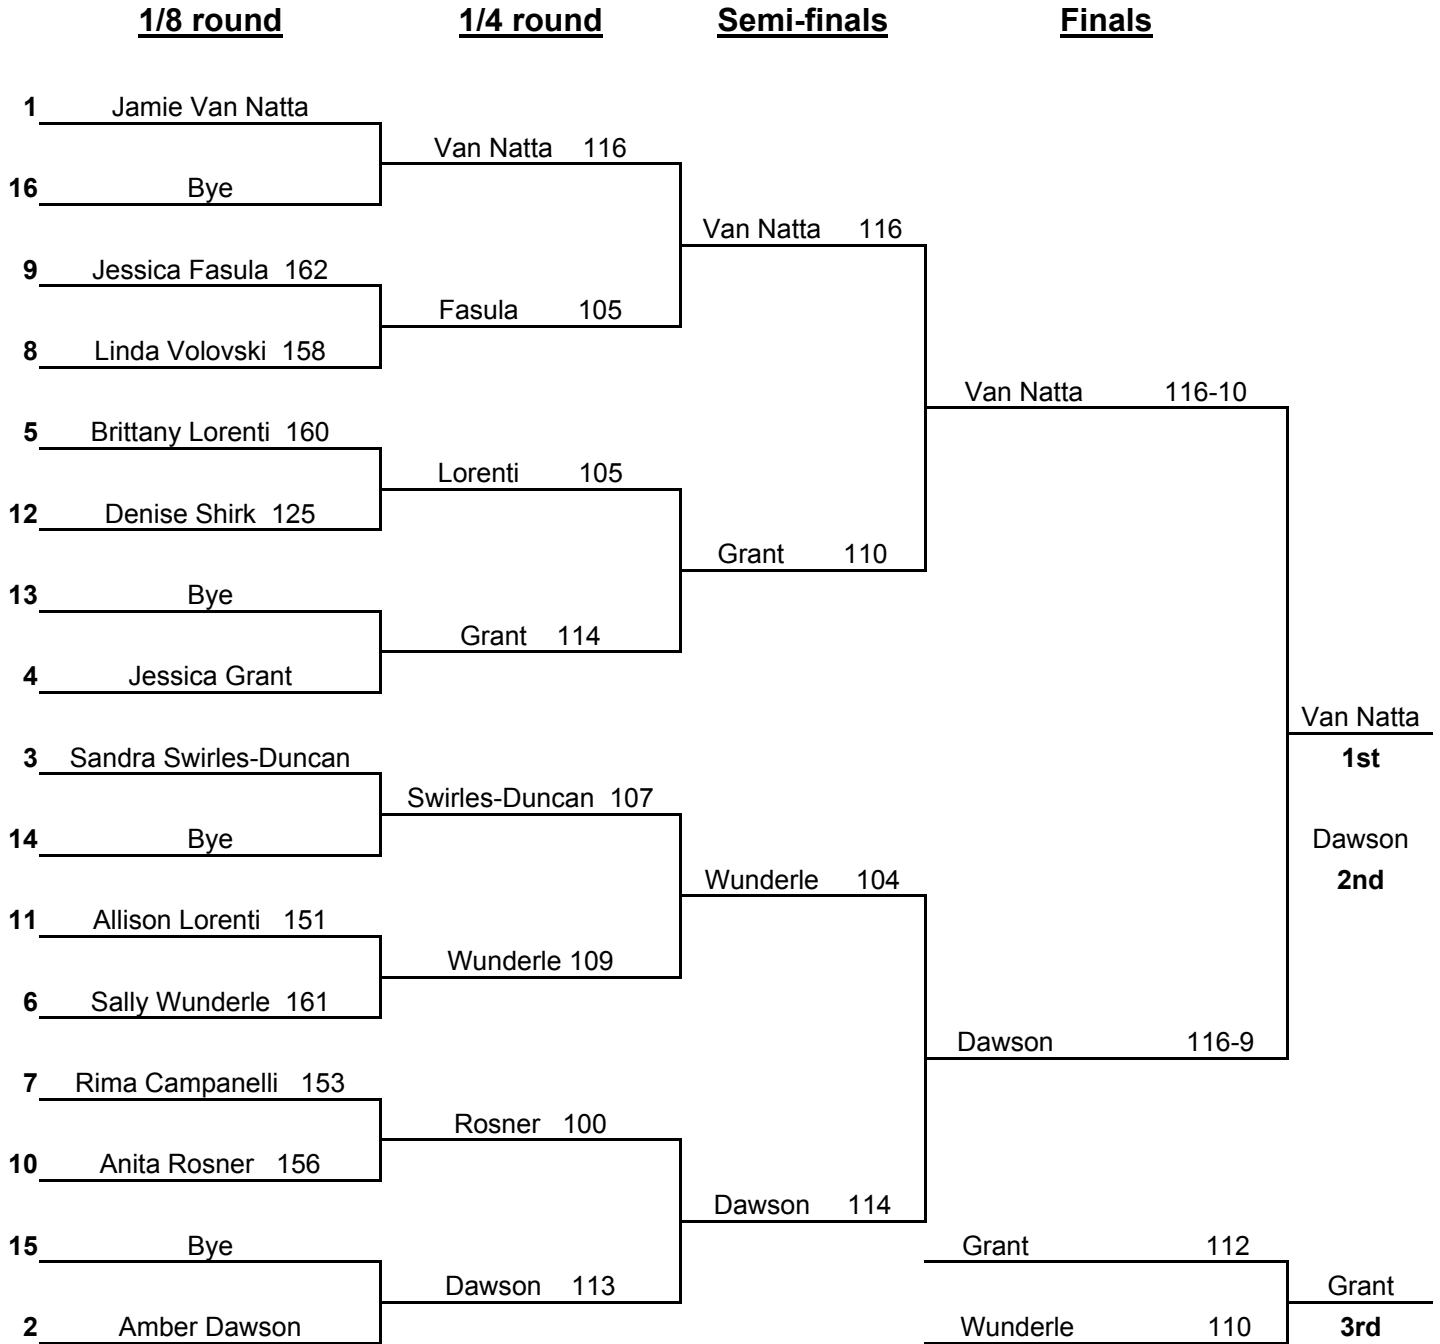 1/8 round 1/4 round Semi-finals Finals
1 Jamie Van Natta
Van Natta 116
16 Bye
Van Natta 116
9 Jessica Fasula 162
Fasula 105
8 Linda Volovski 158
Van Natta 116-10
5 Brittany Lorenti 160
Lorenti 105
12 Denise Shirk 125
Grant 110
13 Bye
Grant 114
4 Jessica Grant
Van Natta
3 Sandra Swirles-Duncan 1st
Swirles-Duncan 107
14 Bye Dawson
Wunderle 104 2nd
11 Allison Lorenti 151
Wunderle 109
6 Sally Wunderle 161
Dawson 116-9
7 Rima Campanelli 153
Rosner 100
10 Anita Rosner 156
Dawson 114
15 Bye Grant 112
Dawson 113 Grant
2 Amber Dawson Wunderle 110 3rd